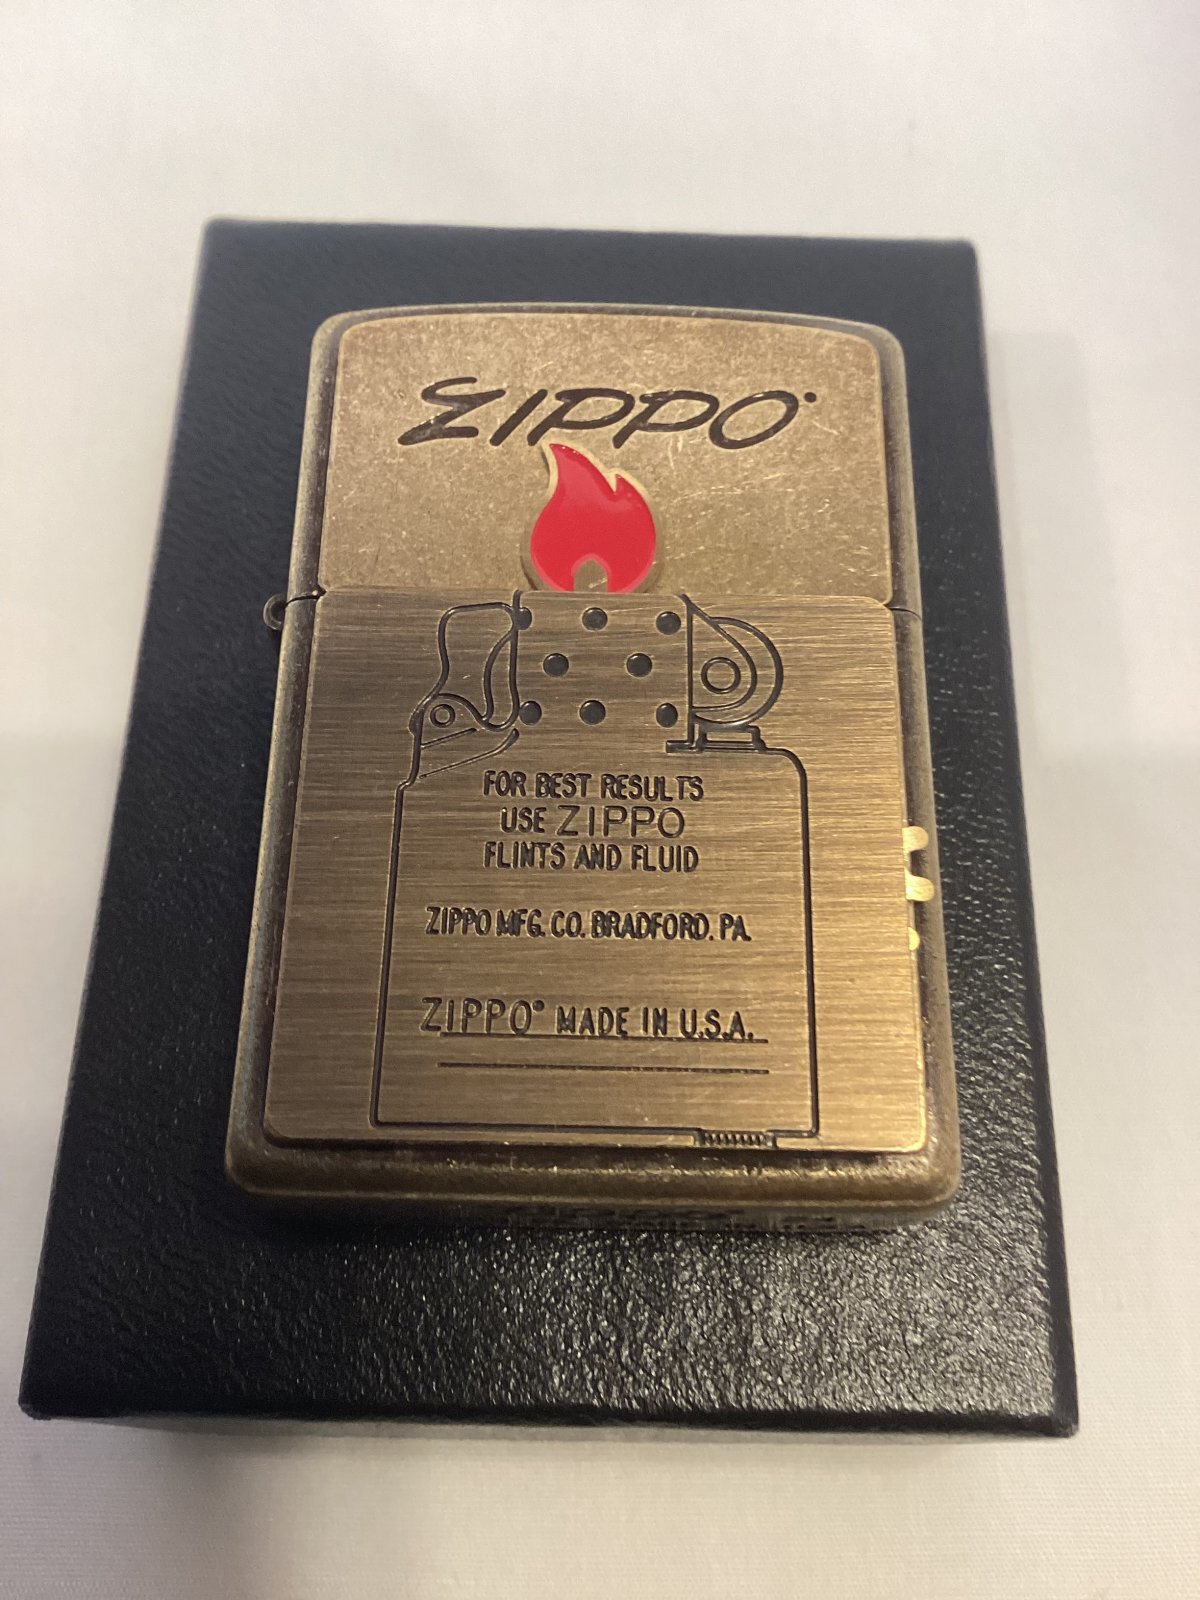 ZIPPO
FOR BEST RESULTS
USE ZIPPO
FLINTS AND FLUID
ZIPPO MFG. CO. BRADFORD. PA.
ZIPPO MADE IN U.S.A.